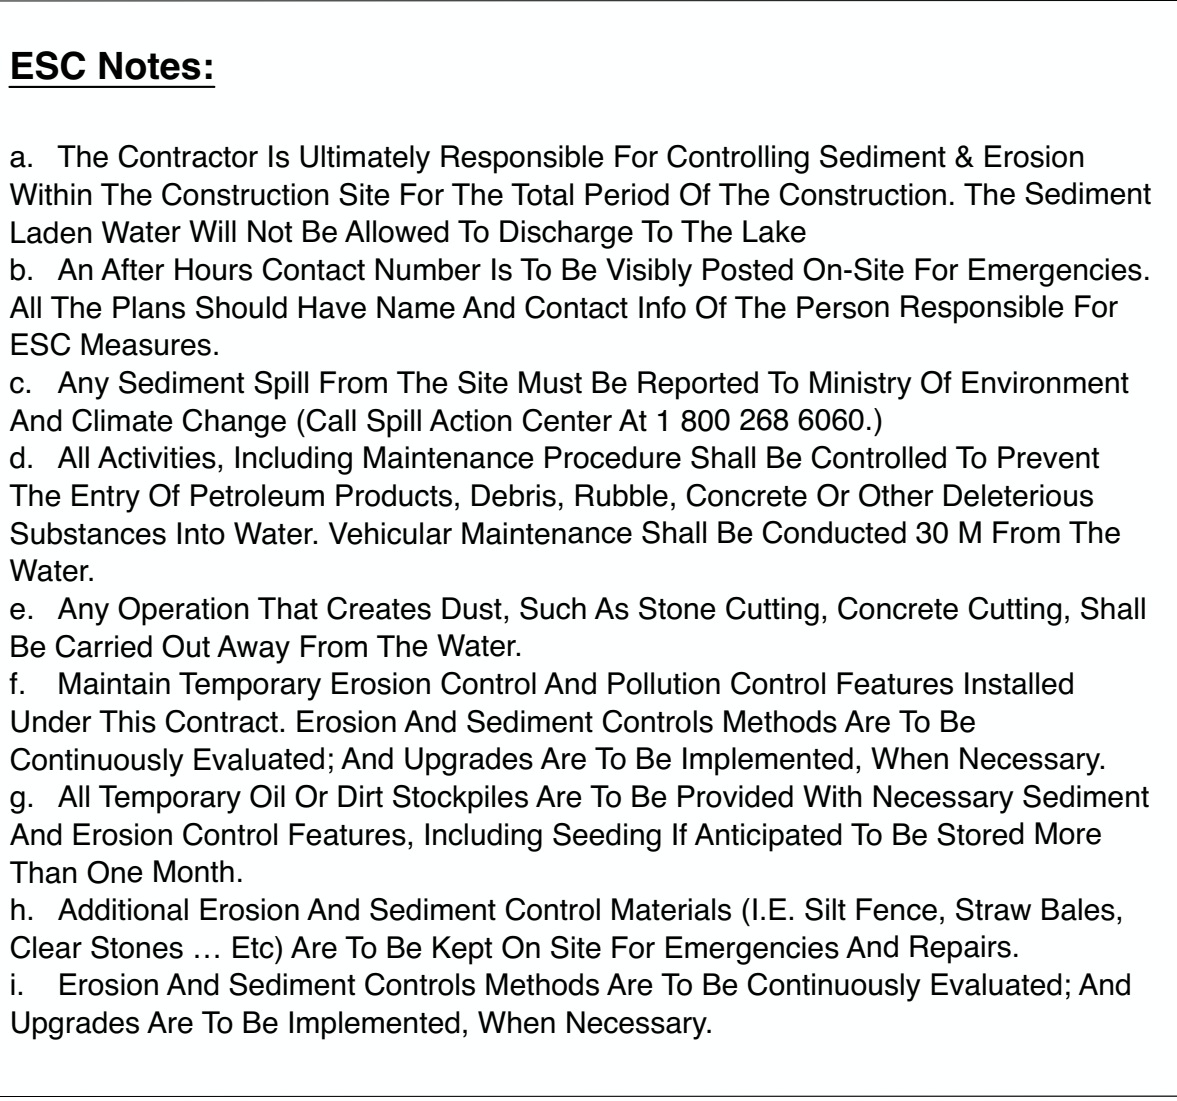 ESC Notes:
a. The Contractor Is Ultimately Responsible For Controlling Sediment & Erosion
Within The Construction Site For The Total Period Of The Construction. The Sediment
Laden Water Will Not Be Allowed To Discharge To The Lake
b. An After Hours Contact Number Is To Be Visibly Posted On-Site For Emergencies.
All The Plans Should Have Name And Contact Info Of The Person Responsible For
ESC Measures.
c. Any Sediment Spill From The Site Must Be Reported To Ministry Of Environment
And Climate Change (Call Spill Action Center At 1 800 268 6060.)
d. All Activities, Including Maintenance Procedure Shall Be Controlled To Prevent
The Entry Of Petroleum Products, Debris, Rubble, Concrete Or Other Deleterious
Substances Into Water. Vehicular Maintenance Shall Be Conducted 30 M From The
Water.
e. Any Operation That Creates Dust, Such As Stone Cutting, Concrete Cutting, Shall
Be Carried Out Away From The Water.
f. Maintain Temporary Erosion Control And Pollution Control Features Installed
Under This Contract. Erosion And Sediment Controls Methods Are To Be
Continuously Evaluated; And Upgrades Are To Be Implemented, When Necessary.
g. All Temporary Oil Or Dirt Stockpiles Are To Be Provided With Necessary Sediment
And Erosion Control Features, Including Seeding If Anticipated To Be Stored More
Than One Month.
h. Additional Erosion And Sediment Control Materials (I.E. Silt Fence, Straw Bales,
Clear Stones … Etc) Are To Be Kept On Site For Emergencies And Repairs.
i. Erosion And Sediment Controls Methods Are To Be Continuously Evaluated; And
Upgrades Are To Be Implemented, When Necessary.